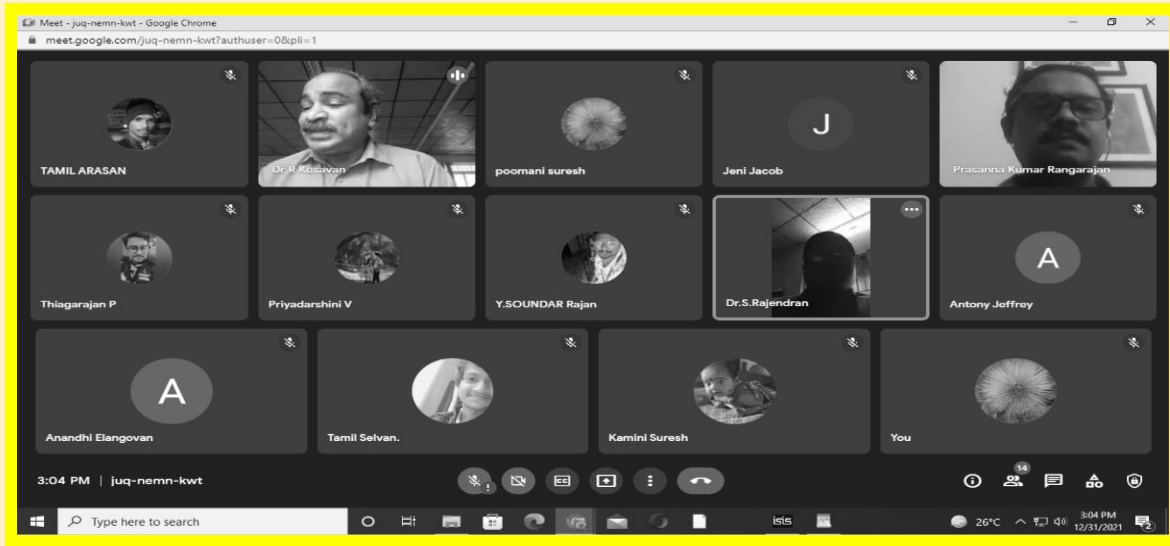 Meet - juq-nemn-kwt - Google Chrome
meet.google.com/juq-nemn-kwt?authuser=0&pli=1
TAMIL ARASAN
Dr R Kosavan
poomani suresh
J
Jeni Jacob
Prasanna Kumar Rangarajan
Thiagarajan P
Priyadarshini V
Y.SOUNDAR Rajan
Dr.S.Rajendran
A
Antony Jeffrey
A
Anandhi Elangovan
Tamil Selvan.
Kamini Suresh
You
3:04 PM | juq-nemn-kwt
14
Type here to search
isis
26°C
3:04 PM
12/31/2021
2